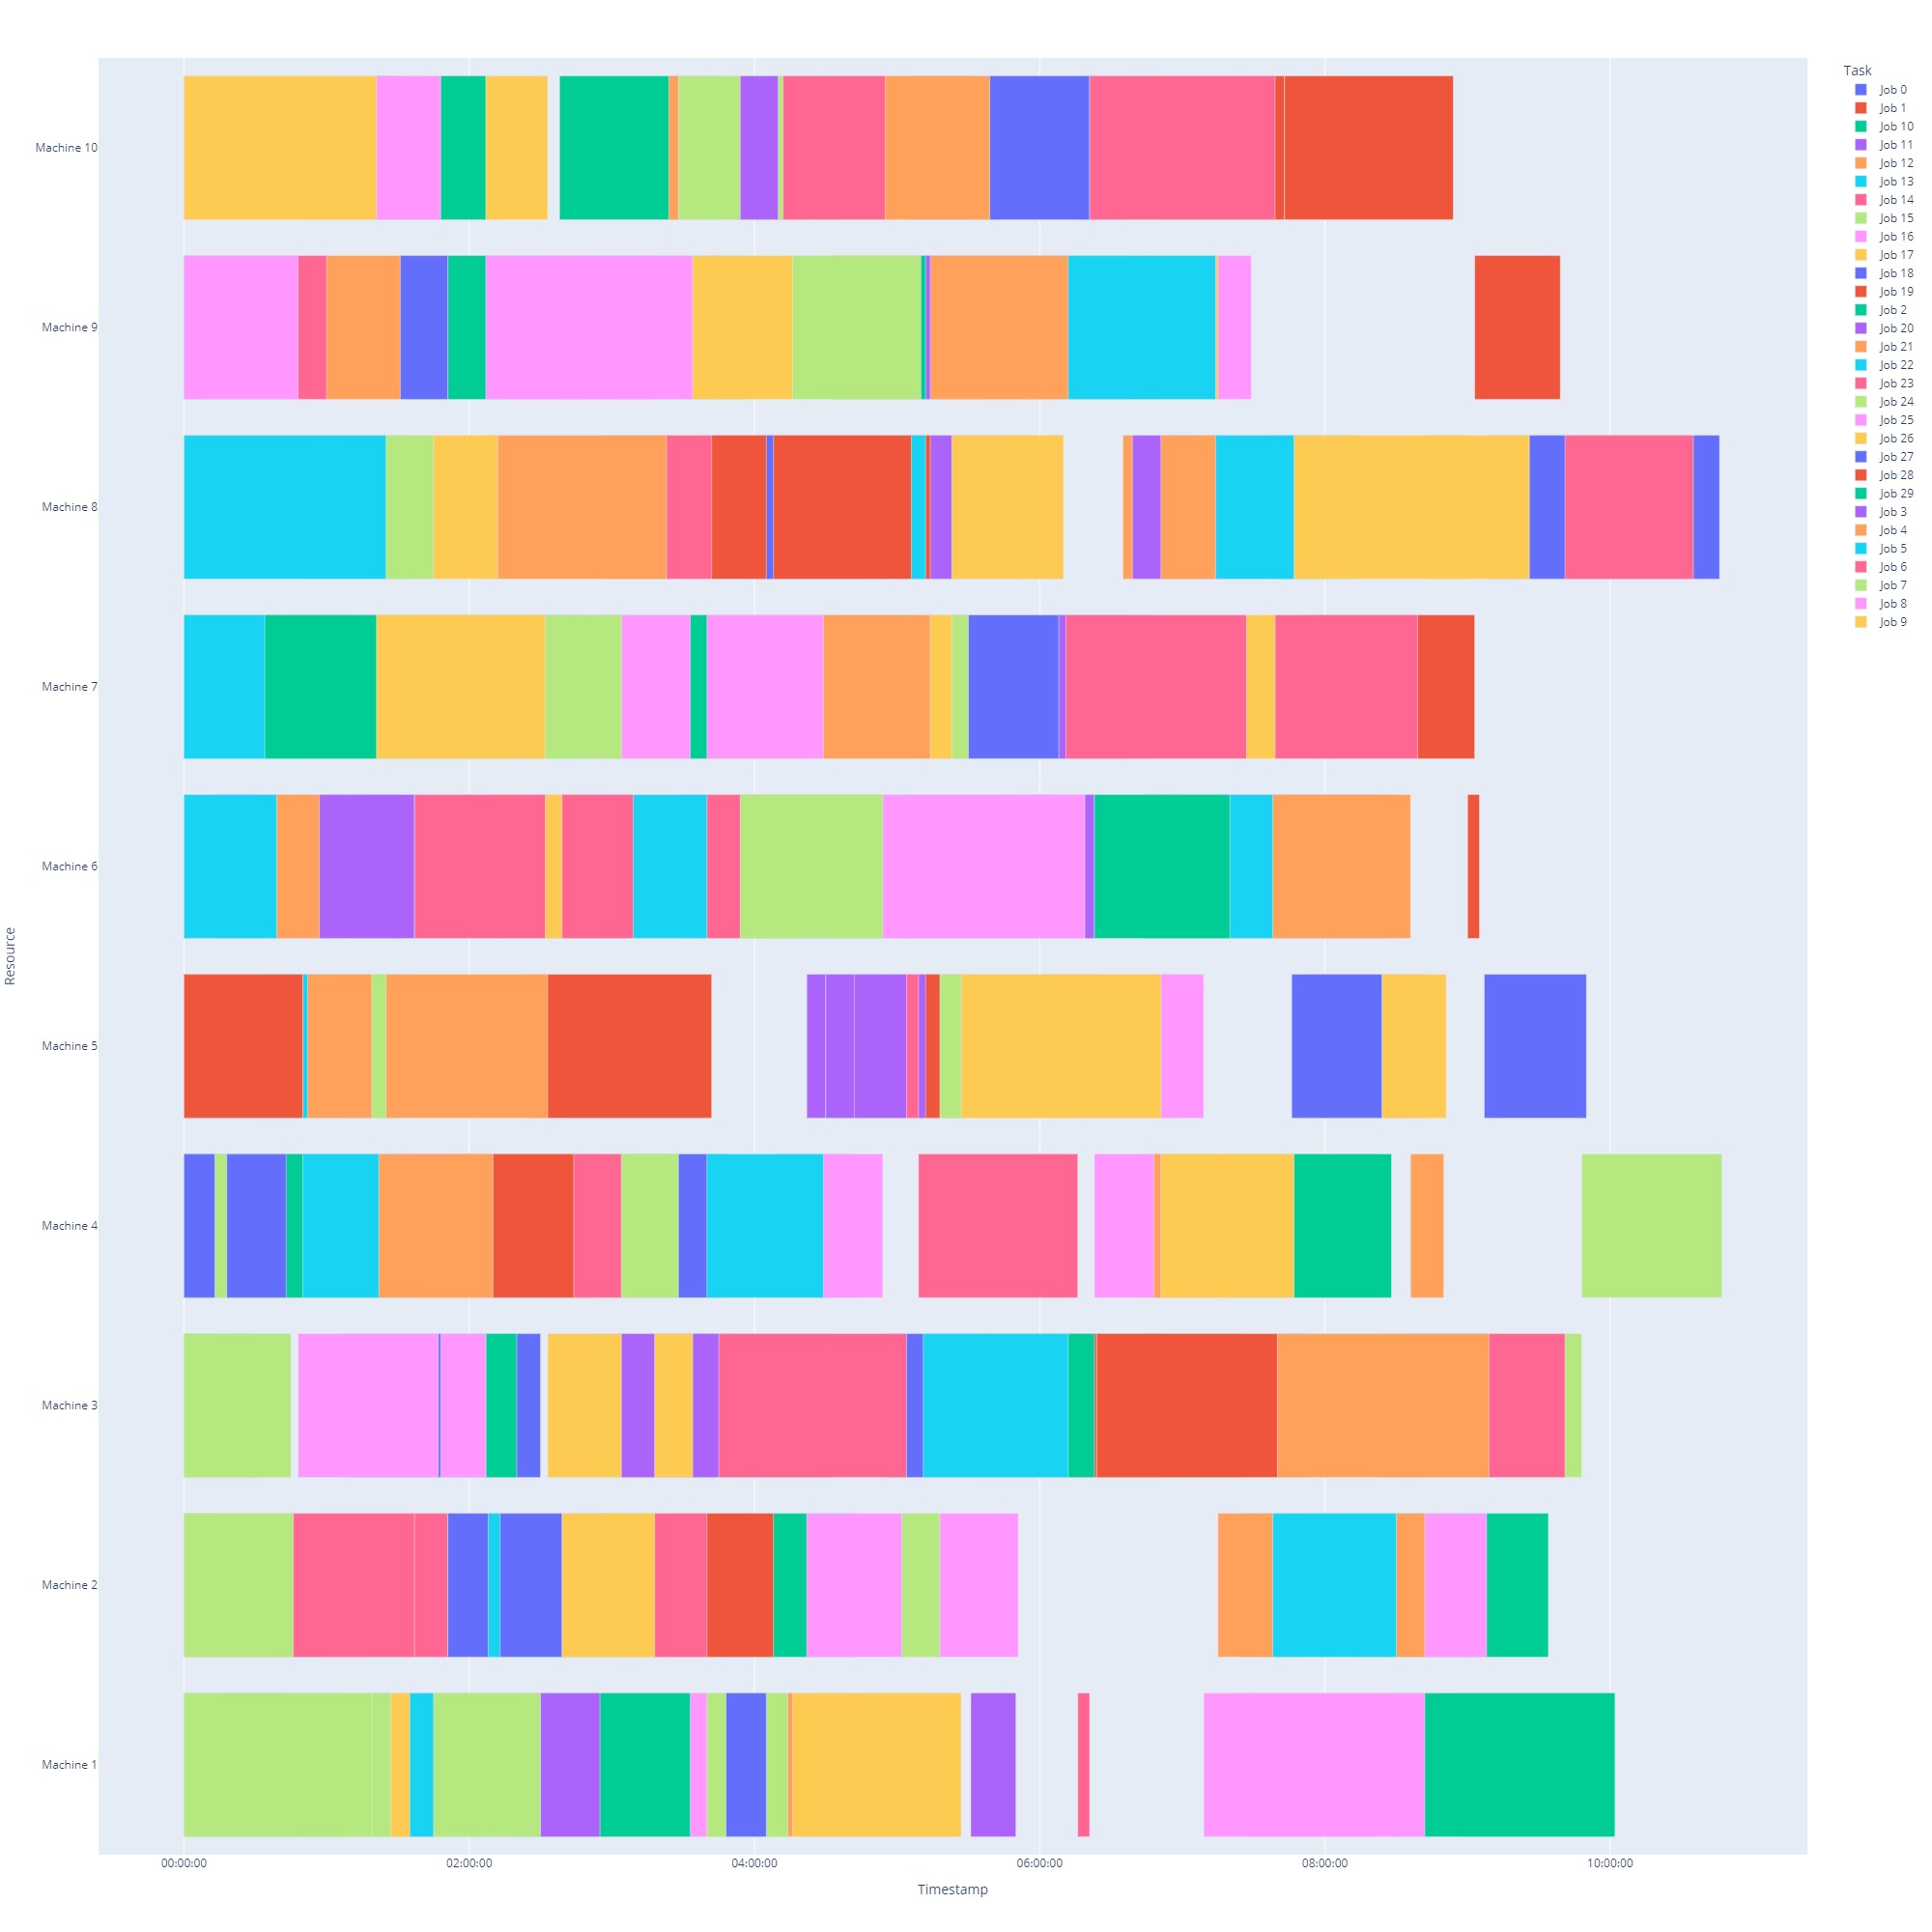 Task
Job 0
Job 1
Job 10
Job 11
Job 12
Job 13
Job 14
Job 15
Job 16
Job 17
Job 18
Job 19
Job 2
Job 20
Job 21
Job 22
Job 23
Job 24
Job 25
Job 26
Job 27
Job 28
Job 29
Job 3
Job 4
Job 5
Job 6
Job 7
Job 8
Job 9
Machine 10
Machine 9
Machine 8
Machine 7
Machine 6
Machine 5
Machine 4
Machine 3
Machine 2
Machine 1
Resource
00:00:00 02:00:00 04:00:00 06:00:00 08:00:00 10:00:00
Timestamp